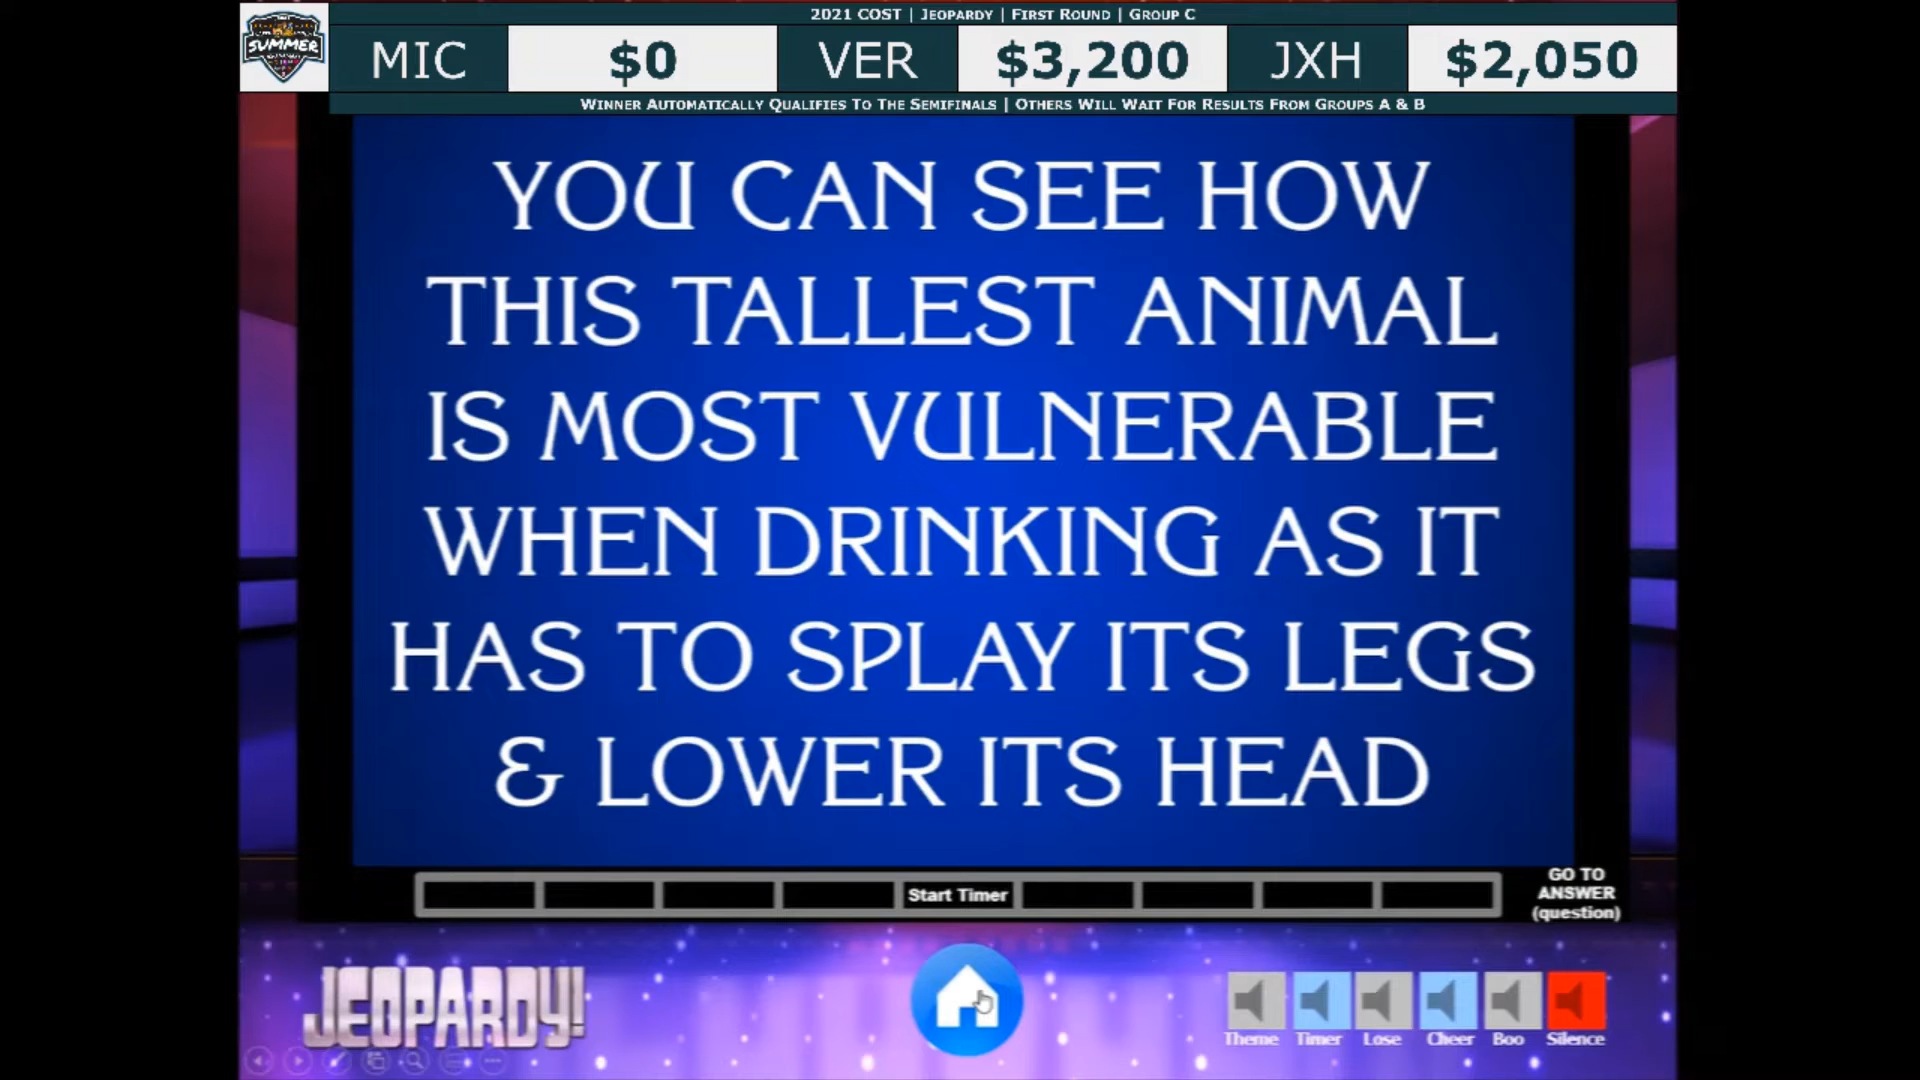 2021 COST | JEOPARDY | FIRST ROUND | GROUP C
SUMMER
MIC $0 VER $3,200 JXH $2,050
WINNER AUTOMATICALLY QUALIFIES TO THE SEMIFINALS | OTHERS WILL WAIT FOR RESULTS FROM GROUPS A & B
YOU CAN SEE HOW
THIS TALLEST ANIMAL
IS MOST VULNERABLE
WHEN DRINKING AS IT
HAS TO SPLAY ITS LEGS
& LOWER ITS HEAD
Start Timer
GO TO
ANSWER
(question)
JEOPARDY!
Theme Timer Lose Cheer Boo Silence